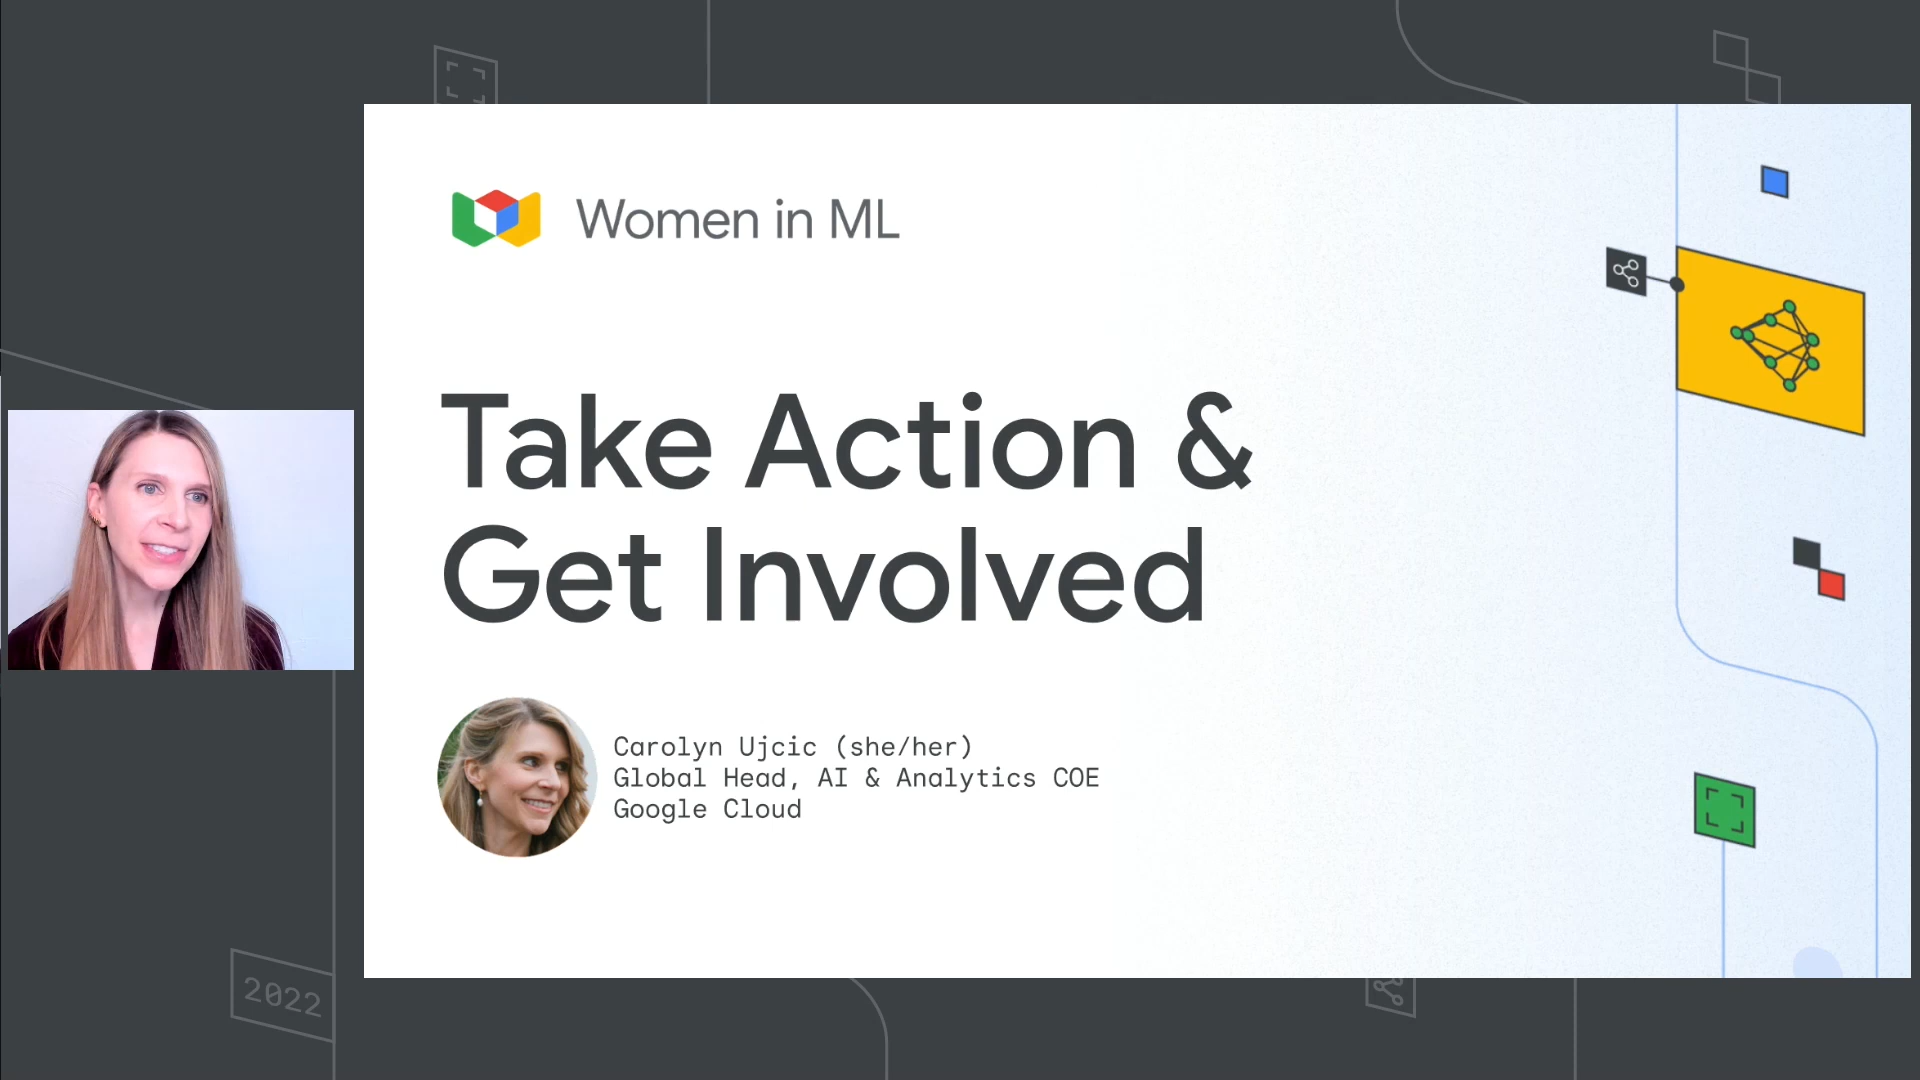 Women in ML
Take Action &
Get Involved
Carolyn Ujcic (she/her)
Global Head, AI & Analytics COE
Google Cloud
2022